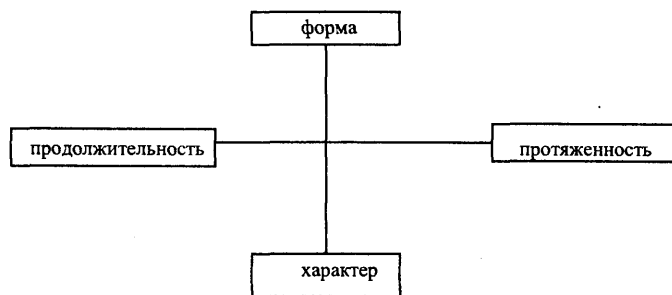 форма
продолжительность
протяженность
характер